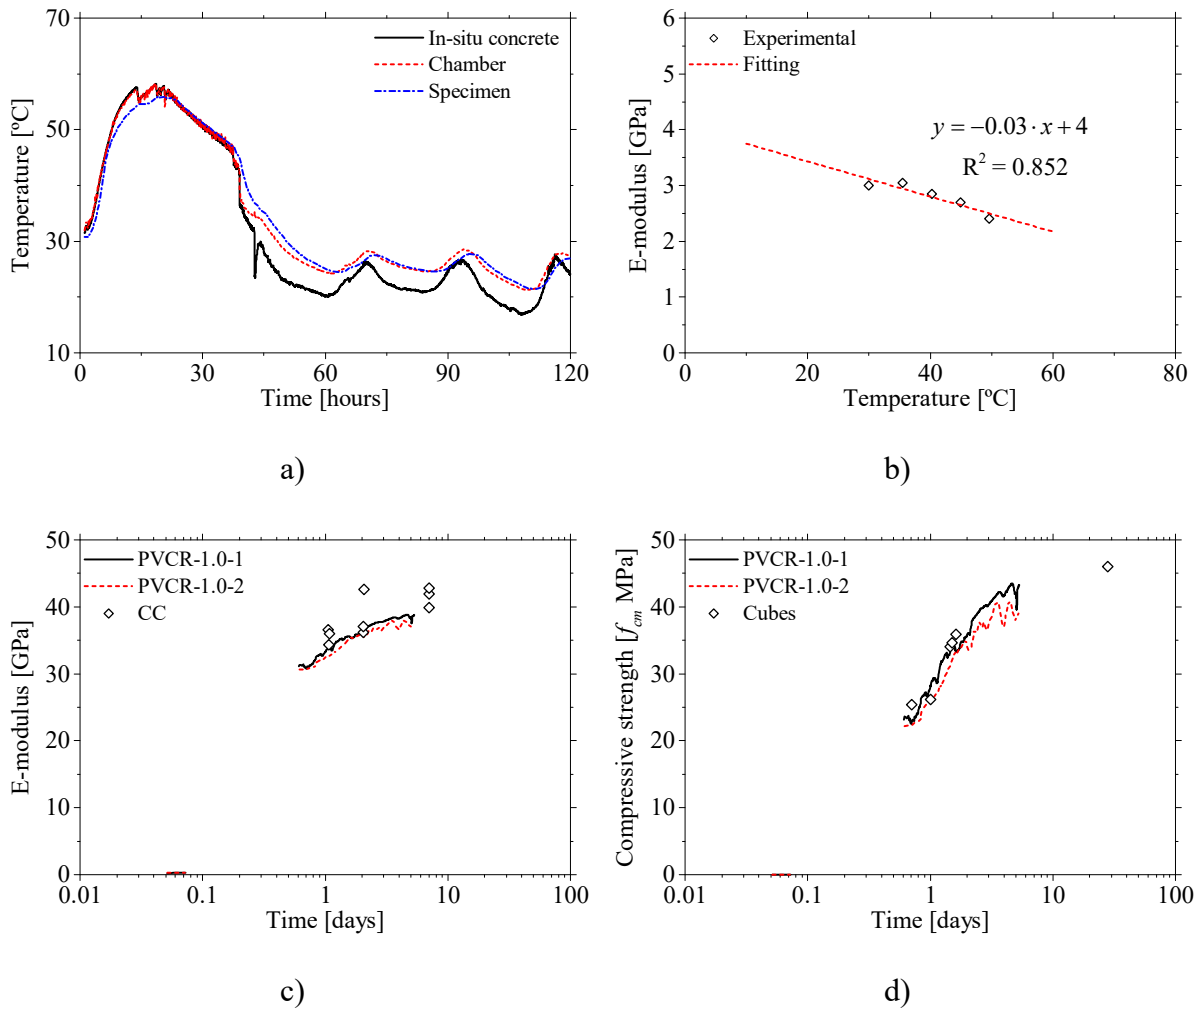 70
50
30
10
0
30
60
90
120
Temperature [ºC]
Time [hours]
In-situ concrete
Chamber
Specimen
a)
6
5
4
3
2
1
0
0
20
40
60
80
E-modulus [GPa]
Temperature [ºC]
Experimental
Fitting
y = −0.03 · x + 4
R² = 0.852
b)
50
40
30
20
10
0
0.01
0.1
1
10
100
E-modulus [GPa]
Time [days]
PVCR-1.0-1
PVCR-1.0-2
CC
c)
50
40
30
20
10
0
0.01
0.1
1
10
100
Compressive strength [fcm MPa]
Time [days]
PVCR-1.0-1
PVCR-1.0-2
Cubes
d)